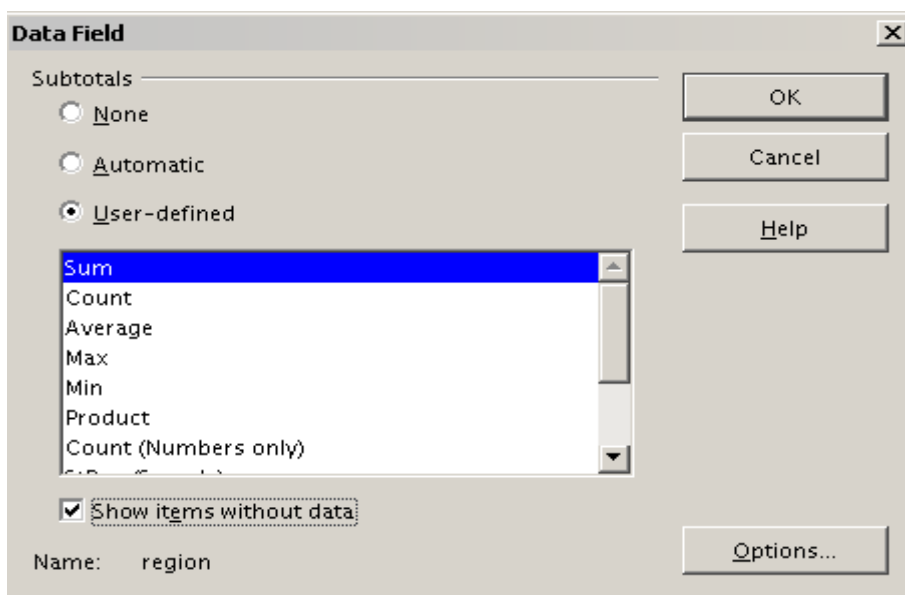 Data Field
Subtotals
None
Automatic
User-defined
Sum
Count
Average
Max
Min
Product
Count (Numbers only)
Show items without data
Name: region
OK
Cancel
Help
Options...